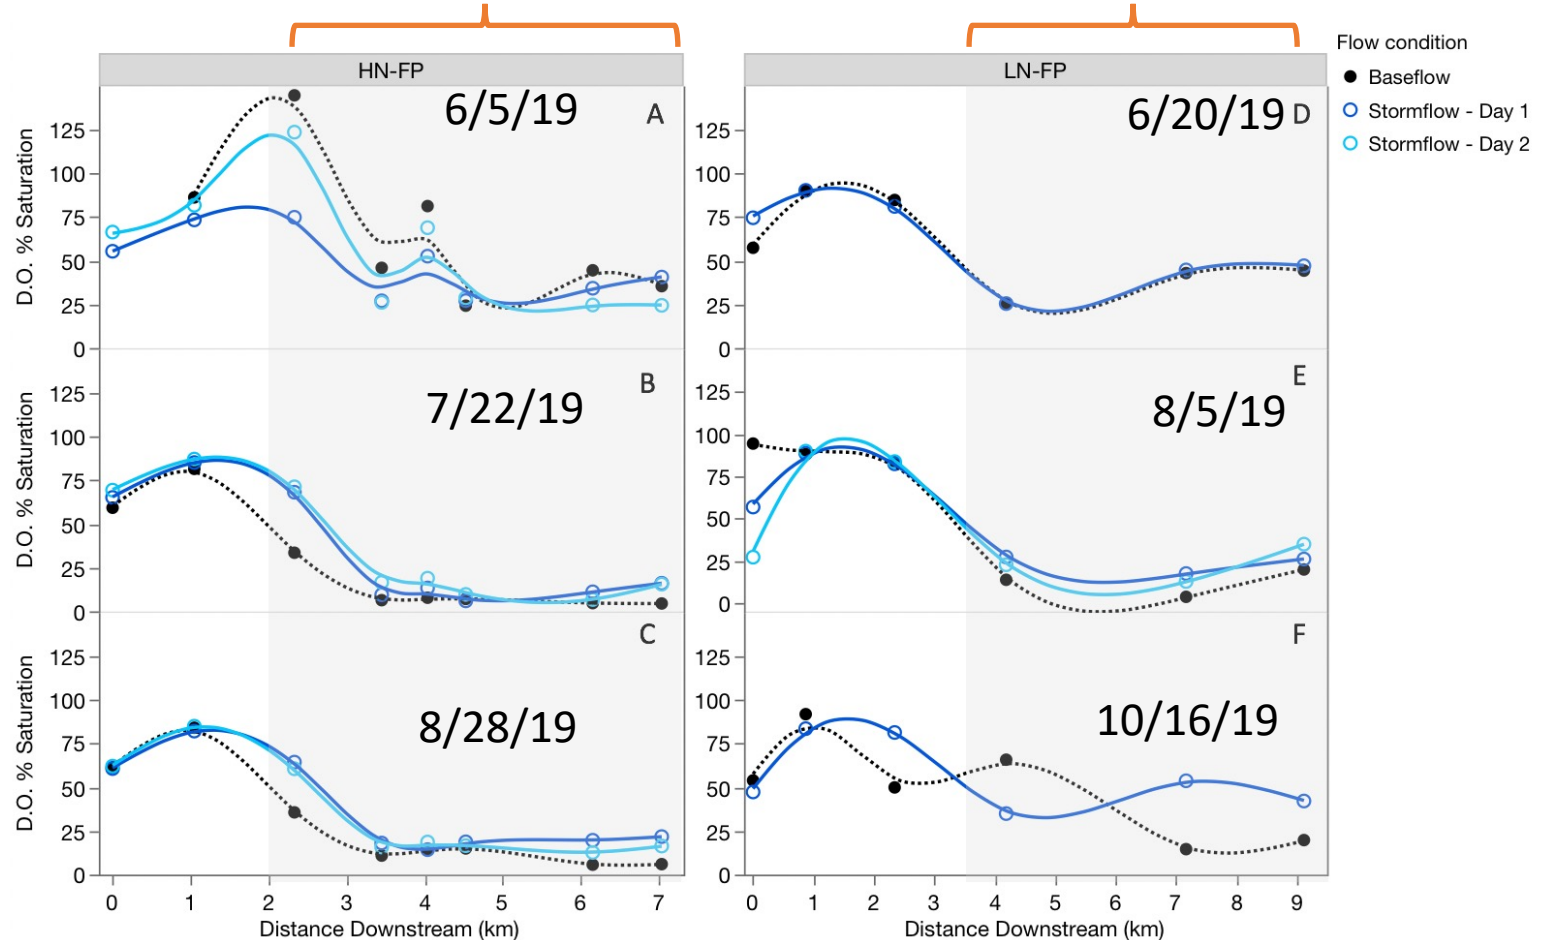 Flow condition
Baseflow
Stormflow - Day 1
Stormflow - Day 2
HN-FP
LN-FP
6/5/19
A
6/20/19 D
D.O. % Saturation
125
100
75
50
25
0
125
100
75
50
25
0
B
7/22/19
E
8/5/19
D.O. % Saturation
125
100
75
50
25
0
125
100
75
50
25
0
C
8/28/19
F
10/16/19
D.O. % Saturation
125
100
75
50
25
0
125
100
75
50
25
0
0 1 2 3 4 5 6 7
Distance Downstream (km)
0 1 2 3 4 5 6 7 8 9
Distance Downstream (km)